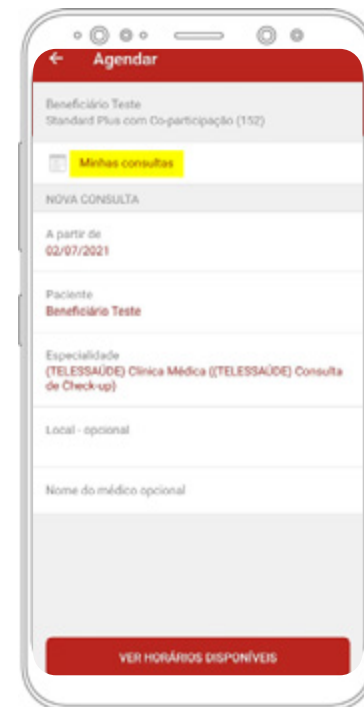 Agendar
Beneficiário Teste
Standard Plus com Co-participação (152)
Minhas consultas
NOVA CONSULTA
A partir de
02/07/2021
Paciente
Beneficiário Teste
Especialidade
(TELESSAÚDE) Clínica Médica ((TELESSAÚDE) Consulta
de Check-up)
Local - opcional
Nome do médico opcional
VER HORÁRIOS DISPONÍVEIS